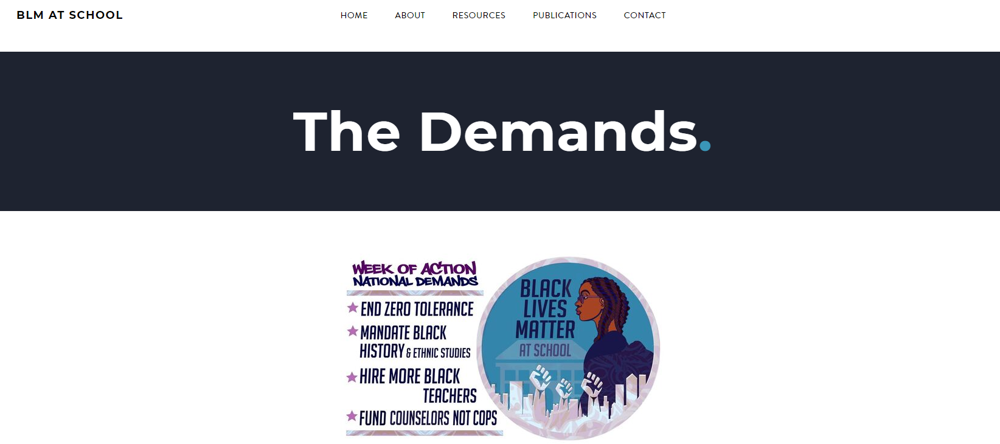 BLM AT SCHOOL
HOME ABOUT RESOURCES PUBLICATIONS CONTACT
The Demands.
WEEK OF ACTION
NATIONAL DEMANDS
END ZERO TOLERANCE
MANDATE BLACK
HISTORY & ETHNIC STUDIES
HIRE MORE BLACK
TEACHERS
FUND COUNSELORS NOT COPS
BLACK
LIVES
MATTER
AT SCHOOL